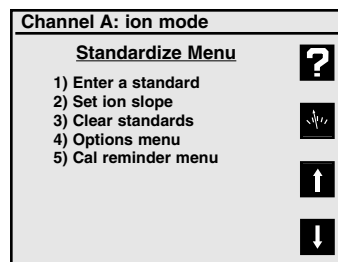 Channel A: ion mode
Standardize Menu
1) Enter a standard
2) Set ion slope
3) Clear standards
4) Options menu
5) Cal reminder menu
?